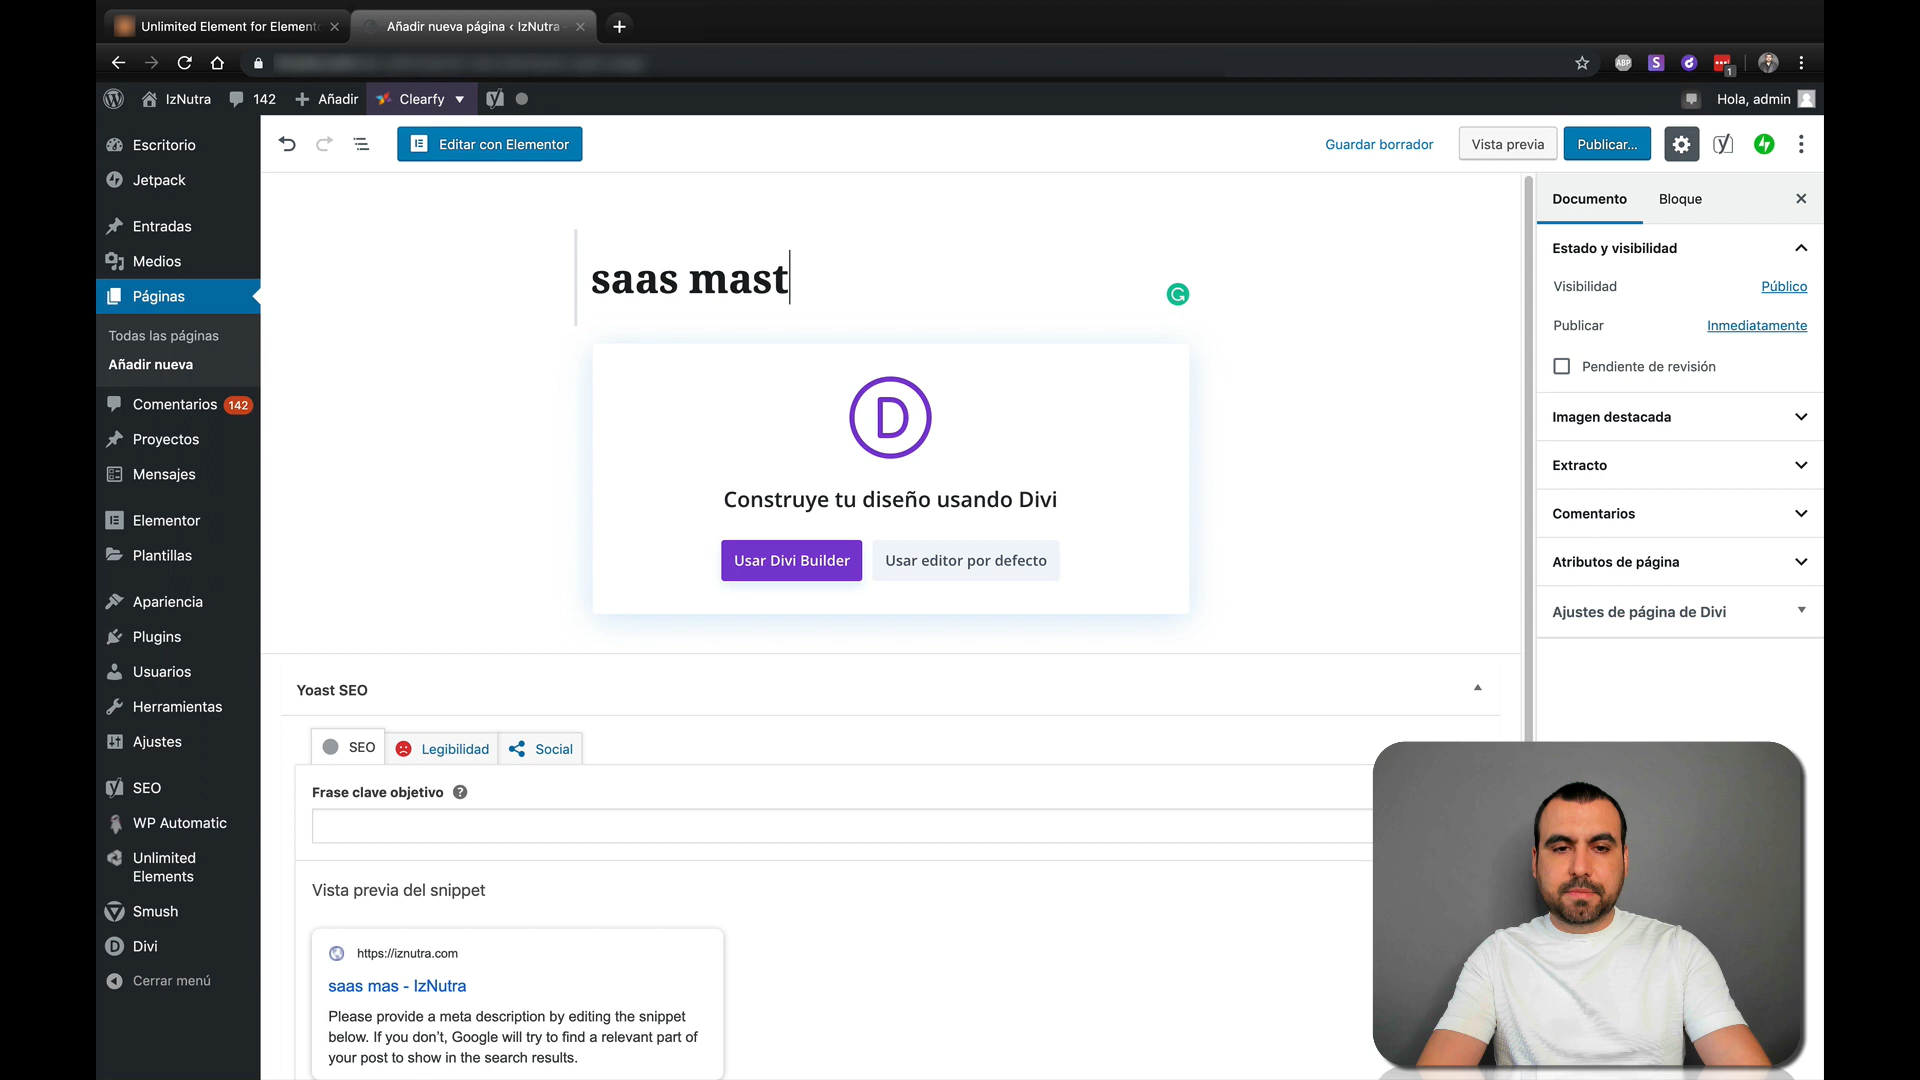 Unlimited Element for Element
Añadir nueva página ‹ IzNutra
ABP
S
1
IzNutra
142
Añadir
Clearfy
Hola, admin
Escritorio
Jetpack
Entradas
Medios
Páginas
Todas las páginas
Añadir nueva
Comentarios 142
Proyectos
Mensajes
Elementor
Plantillas
Apariencia
Plugins
Usuarios
Herramientas
Ajustes
SEO
WP Automatic
Unlimited
Elements
Smush
Divi
Cerrar menú
Editar con Elementor
Guardar borrador
Vista previa
Publicar...
saas mast
D
Construye tu diseño usando Divi
Usar Divi Builder
Usar editor por defecto
Documento
Bloque
Estado y visibilidad
Visibilidad
Público
Publicar
Inmediatamente
Pendiente de revisión
Imagen destacada
Extracto
Comentarios
Atributos de página
Ajustes de página de Divi
Yoast SEO
SEO
Legibilidad
Social
Frase clave objetivo
Vista previa del snippet
https://iznutra.com
saas mas - IzNutra
Please provide a meta description by editing the snippet
below. If you don't, Google will try to find a relevant part of
your post to show in the search results.